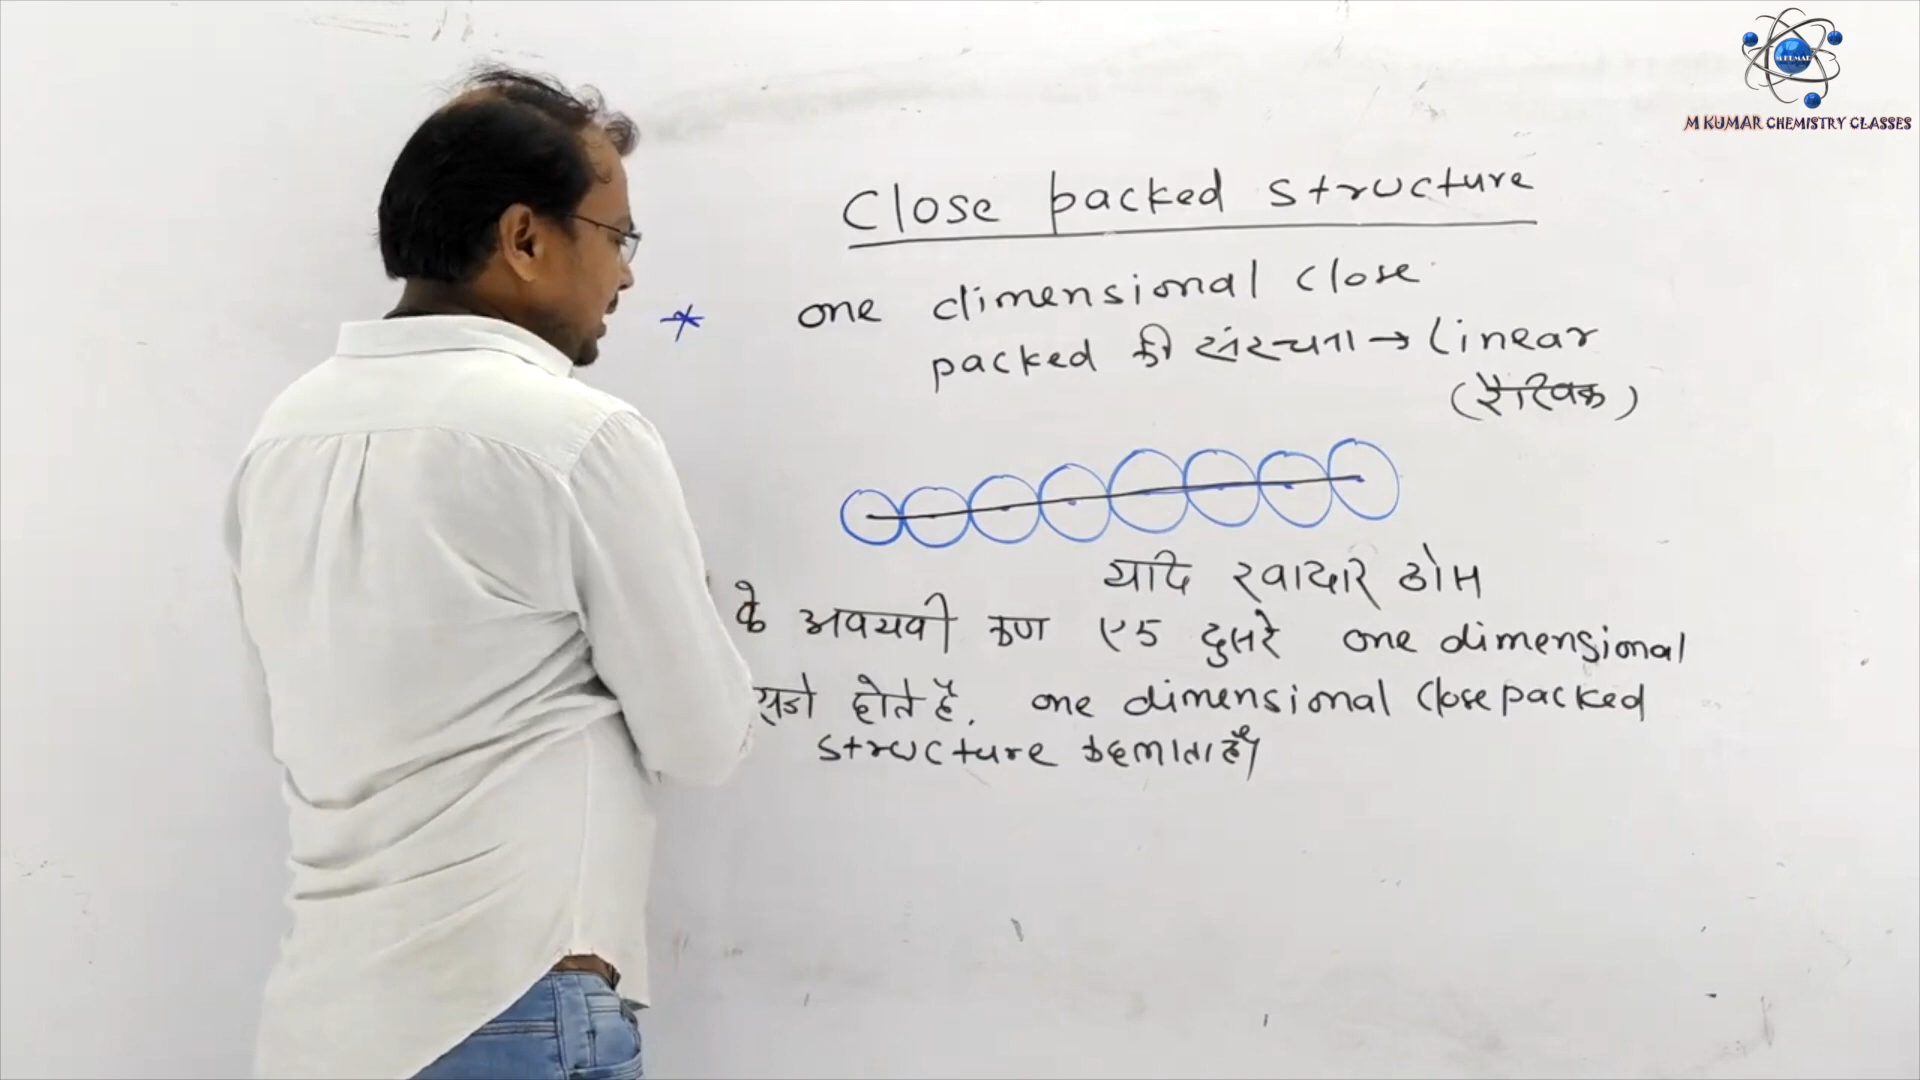 M KUMAR CHEMISTRY CLASSES
Close packed structure
* one dimensional close
packed की संरचना → Linear
(रैखिक)
यदि रवादार ठोस
के अवयवी कण एक दुसरे one dimensional
होते है. one dimensional close packed
structure कहलाता है।